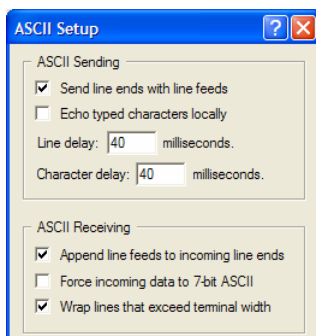 ASCII Setup
ASCII Sending
Send line ends with line feeds
Echo typed characters locally
Line delay: 40 milliseconds.
Character delay: 40 milliseconds.
ASCII Receiving
Append line feeds to incoming line ends
Force incoming data to 7-bit ASCII
Wrap lines that exceed terminal width